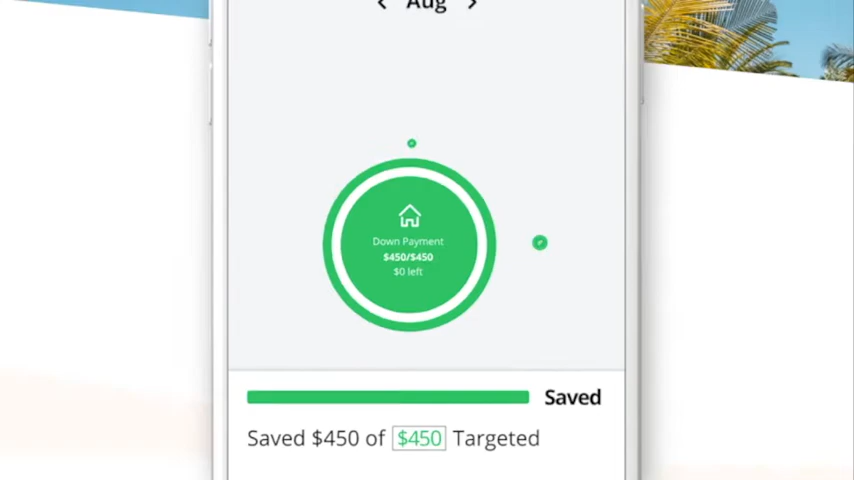 Aug
Down Payment
$450/$450
$0 left
Saved
Saved $450 of $450 Targeted